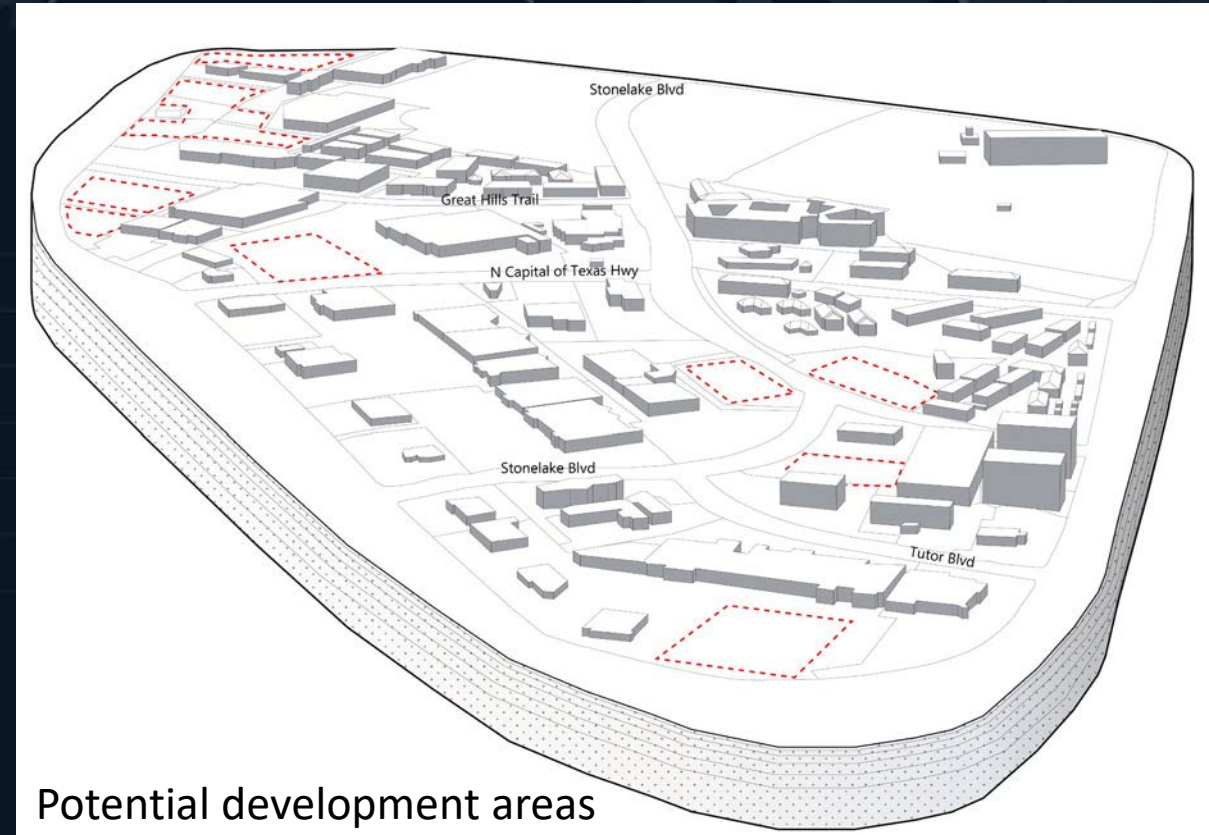 Stonelake Blvd
Great Hills Trail
N Capital of Texas Hwy
Stonelake Blvd
Tutor Blvd
Potential development areas